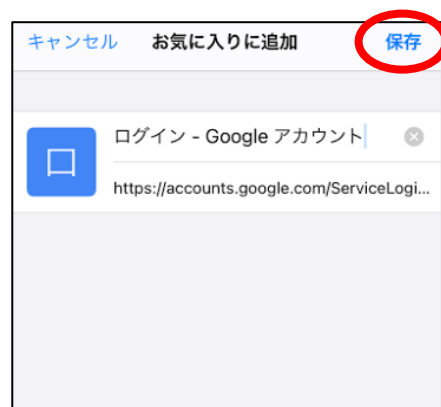 キャンセル お気に入りに追加 保存
ログイン - Google アカウント
ロ
https://accounts.google.com/ServiceLogi...